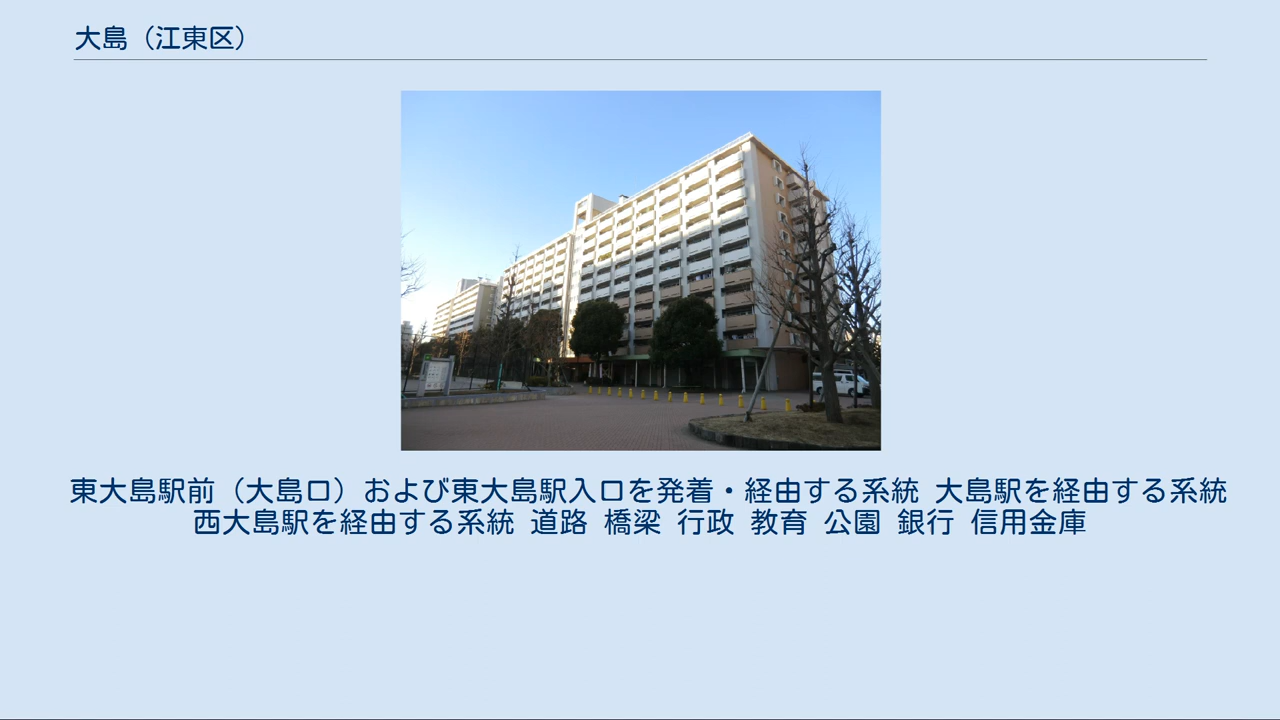 大島（江東区）
東大島駅前（大島口）および東大島駅入口を発着・経由する系統 大島駅を経由する系統
西大島駅を経由する系統 道路 橋梁 行政 教育 公園 銀行 信用金庫